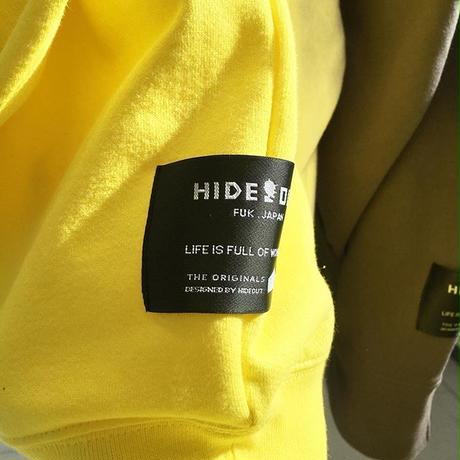 HIDE
FUK . JAPAN
LIFE IS FULL OF
THE ORIGINALS
DESIGNED BY HIDEOUT.